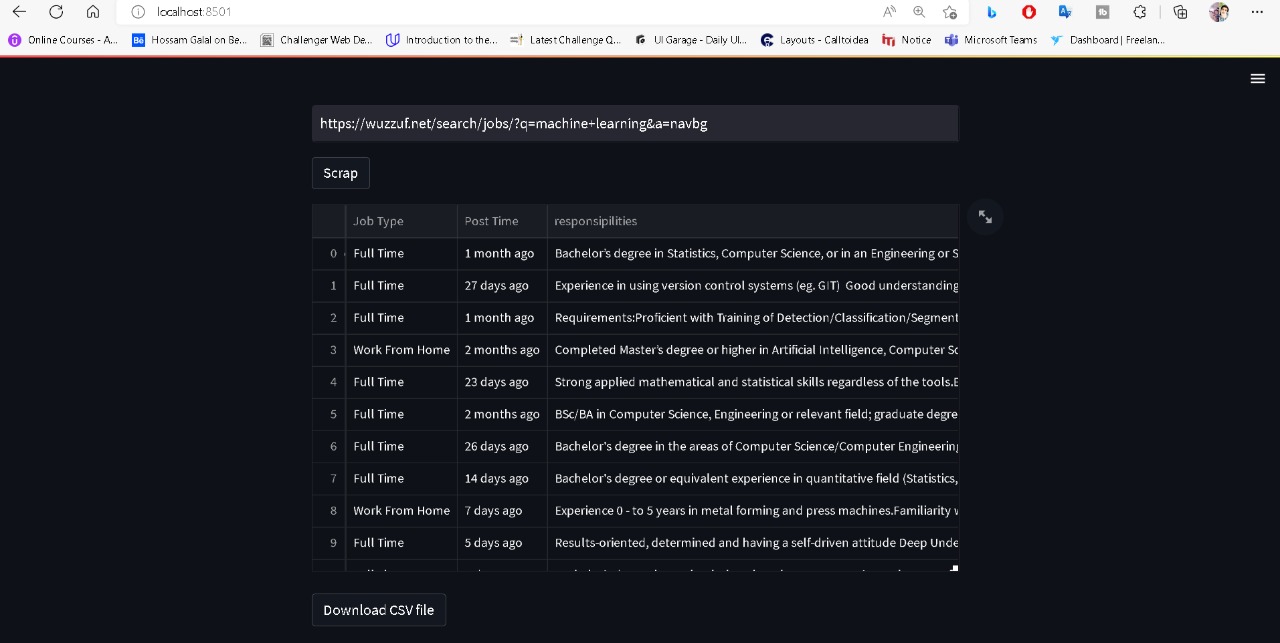 localhost:8501
Online Courses - A... Hossam Galal on Be... Challenger Web De... Introduction to the... Latest Challenge Q... UI Garage - Daily UI... Layouts - Calltoidea Notice Microsoft Teams Dashboard | Freelan...
https://wuzzuf.net/search/jobs/?q=machine+learning&a=navbg
Scrap
Job Type Post Time responsipilities
0 Full Time 1 month ago Bachelor's degree in Statistics, Computer Science, or in an Engineering or S
1 Full Time 27 days ago Experience in using version control systems (eg. GIT) Good understanding
2 Full Time 1 month ago Requirements:Proficient with Training of Detection/Classification/Segment
3 Work From Home 2 months ago Completed Master's degree or higher in Artificial Intelligence, Computer Sc
4 Full Time 23 days ago Strong applied mathematical and statistical skills regardless of the tools.E
5 Full Time 2 months ago BSc/BA in Computer Science, Engineering or relevant field; graduate degre
6 Full Time 26 days ago Bachelor's degree in the areas of Computer Science/Computer Engineering
7 Full Time 14 days ago Bachelor's degree or equivalent experience in quantitative field (Statistics,
8 Work From Home 7 days ago Experience 0 - to 5 years in metal forming and press machines.Familiarity w
9 Full Time 5 days ago Results-oriented, determined and having a self-driven attitude Deep Unde
Download CSV file